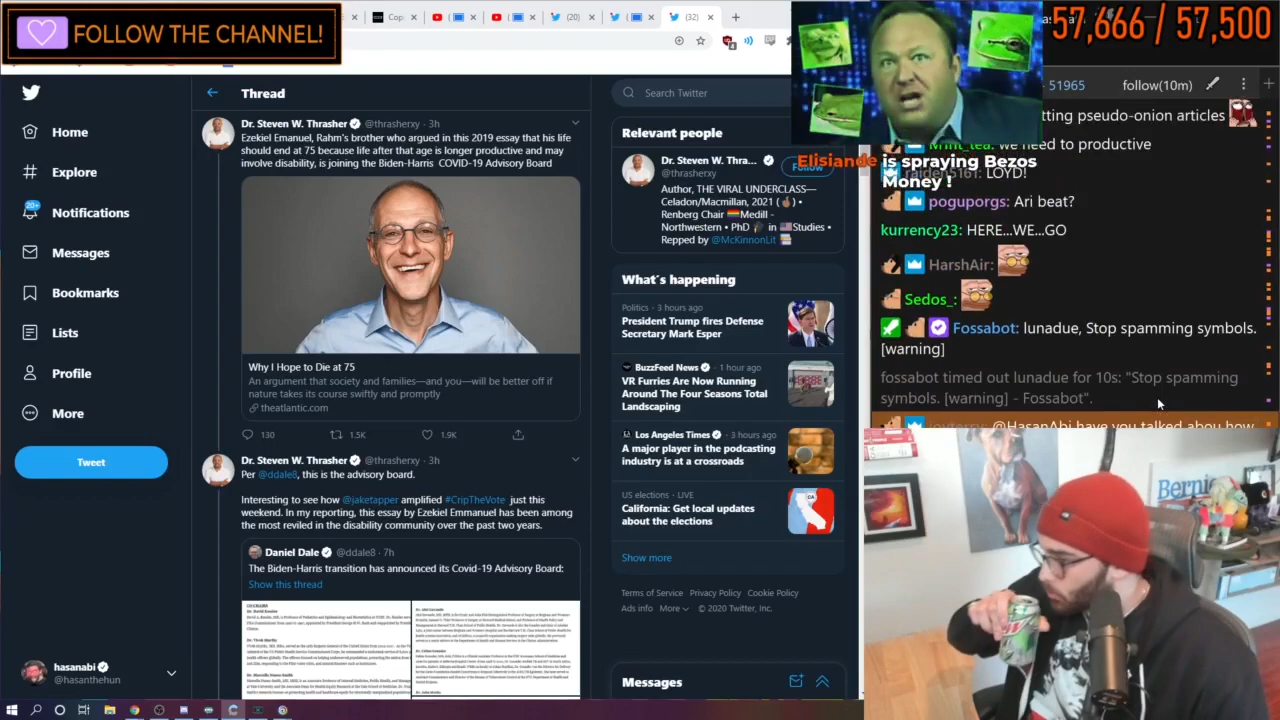 FOLLOW THE CHANNEL!
Cop
(20)
(32)
57,666 / 57,500
51965
follow(10m)
Home
Explore
20+
Notifications
Messages
Bookmarks
Lists
Profile
More
Tweet
hasanabi
@hasanthehun
Thread
Dr. Steven W. Thrasher @thrasherxy · 3h
Ezekiel Emanuel, Rahm's brother who argued in this 2019 essay that his life
should end at 75 because life after that age is longer productive and may
involve disability, is joining the Biden-Harris COVID-19 Advisory Board
Why I Hope to Die at 75
An argument that society and families—and you—will be better off if
nature takes its course swiftly and promptly
theatlantic.com
130
1.5K
1.9K
Dr. Steven W. Thrasher @thrasherxy · 3h
Per @ddale8, this is the advisory board.
Interesting to see how @jaketapper amplified #CripTheVote just this
weekend. In my reporting, this essay by Ezekiel Emmanuel has been among
the most reviled in the disability community over the past two years.
Daniel Dale @ddale8 · 7h
The Biden-Harris transition has announced its Covid-19 Advisory Board:
Show this thread
Search Twitter
Relevant people
Dr. Steven W. Thra...
@thrasherxy
Follow
Author, THE VIRAL UNDERCLASS—
Celadon/Macmillan, 2021 ( ) •
Renberg Chair Medill -
Northwestern • PhD in Studies •
Repped by @McKinnonLit
What's happening
Politics · 3 hours ago
President Trump fires Defense
Secretary Mark Esper
BuzzFeed News · 1 hour ago
VR Furries Are Now Running
Around The Four Seasons Total
Landscaping
Los Angeles Times · 3 hours ago
A major player in the podcasting
industry is at a crossroads
US elections · LIVE
California: Get local updates
about the elections
Show more
Terms of Service Privacy Policy Cookie Policy
Ads info More © 2020 Twitter, Inc.
Messages
Elisiande is spraying Bezos
Money !
tting pseudo-onion articles
Mint_tea: we need to productive
raiden5161: LOYD!
poguporgs: Ari beat?
kurrency23: HERE...WE...GO
HarshAir:
Sedos_:
Fossabot: lunadue, Stop spamming symbols.
[warning]
fossabot timed out lunadue for 10s: "Stop spamming
symbols. [warning] - Fossabot".
joyterry: @HasanAbi have you talked abou how
Bernie